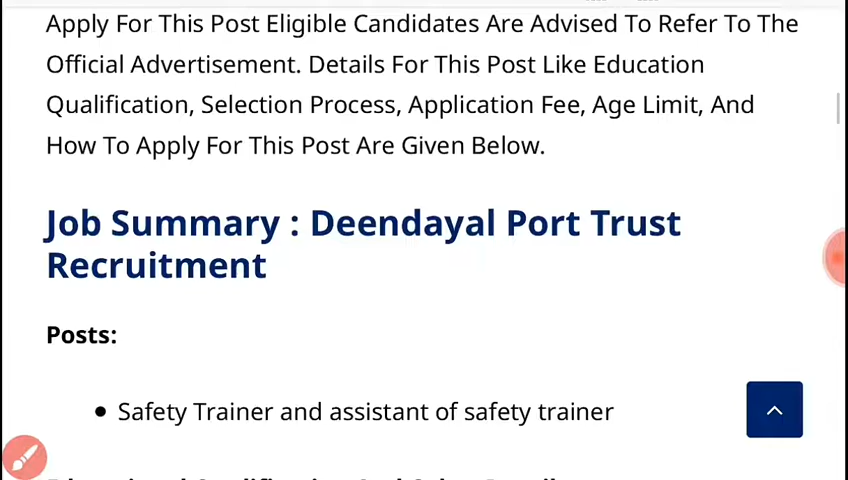 Apply For This Post Eligible Candidates Are Advised To Refer To The
Official Advertisement. Details For This Post Like Education
Qualification, Selection Process, Application Fee, Age Limit, And
How To Apply For This Post Are Given Below.
Job Summary : Deendayal Port Trust
Recruitment
Posts:
Safety Trainer and assistant of safety trainer